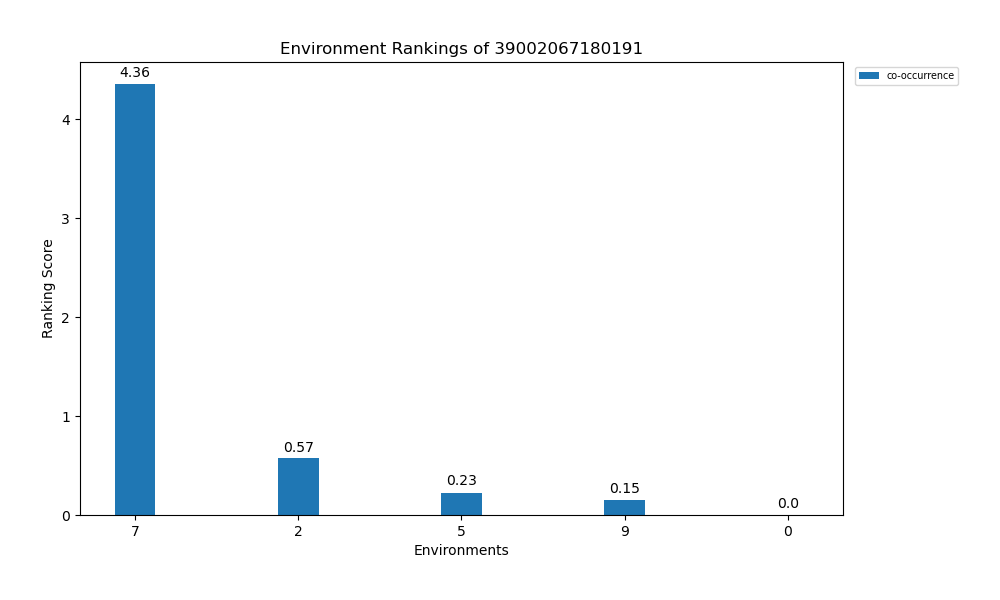 Environment Rankings of 39002067180191
co-occurrence
4.36
0.57
0.23
0.15
0.0
4
3
2
1
0
Ranking Score
7 2 5 9 0
Environments